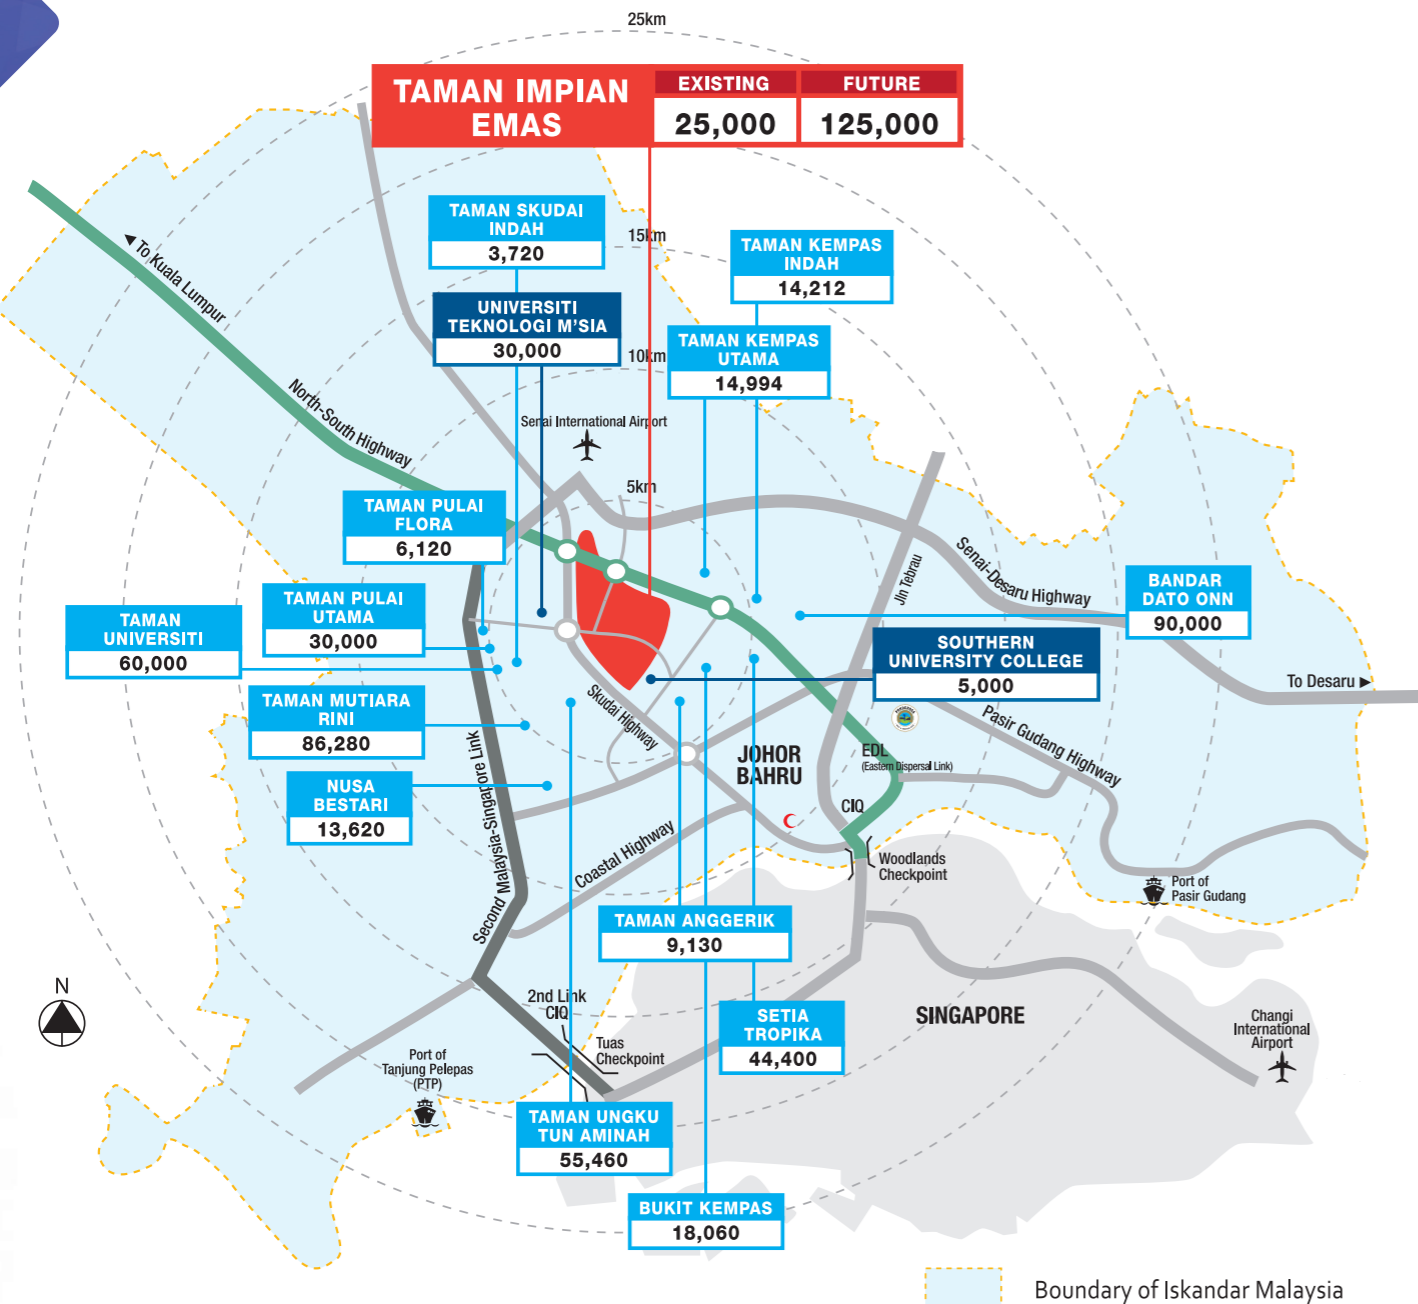 25km
TAMAN IMPIAN
EMAS
EXISTING
FUTURE
25,000
125,000
TAMAN SKUDAI
INDAH
3,720
15km
TAMAN KEMPAS
INDAH
14,212
◀ To Kuala Lumpur
UNIVERSITI
TEKNOLOGI M'SIA
30,000
10km
TAMAN KEMPAS
UTAMA
14,994
North-South Highway
Senai International Airport
5km
TAMAN PULAI
FLORA
6,120
Jln Tebrau
Senai-Desaru Highway
BANDAR
DATO ONN
90,000
TAMAN PULAI
UTAMA
30,000
TAMAN
UNIVERSITI
60,000
SOUTHERN
UNIVERSITY COLLEGE
5,000
To Desaru ▶
TAMAN MUTIARA
RINI
86,280
Skudai Highway
Pasir Gudang Highway
JOHOR
BAHRU
EDL
(Eastern Dispersal Link)
NUSA
BESTARI
13,620
Second Malaysia-Singapore Link
CIQ
Coastal Highway
Woodlands
Checkpoint
Port of
Pasir Gudang
TAMAN ANGGERIK
9,130
N
2nd Link
CIQ
SETIA
TROPIKA
44,400
SINGAPORE
Changi
International
Airport
Tuas
Checkpoint
Port of
Tanjung Pelepas
(PTP)
TAMAN UNGKU
TUN AMINAH
55,460
BUKIT KEMPAS
18,060
Boundary of Iskandar Malaysia